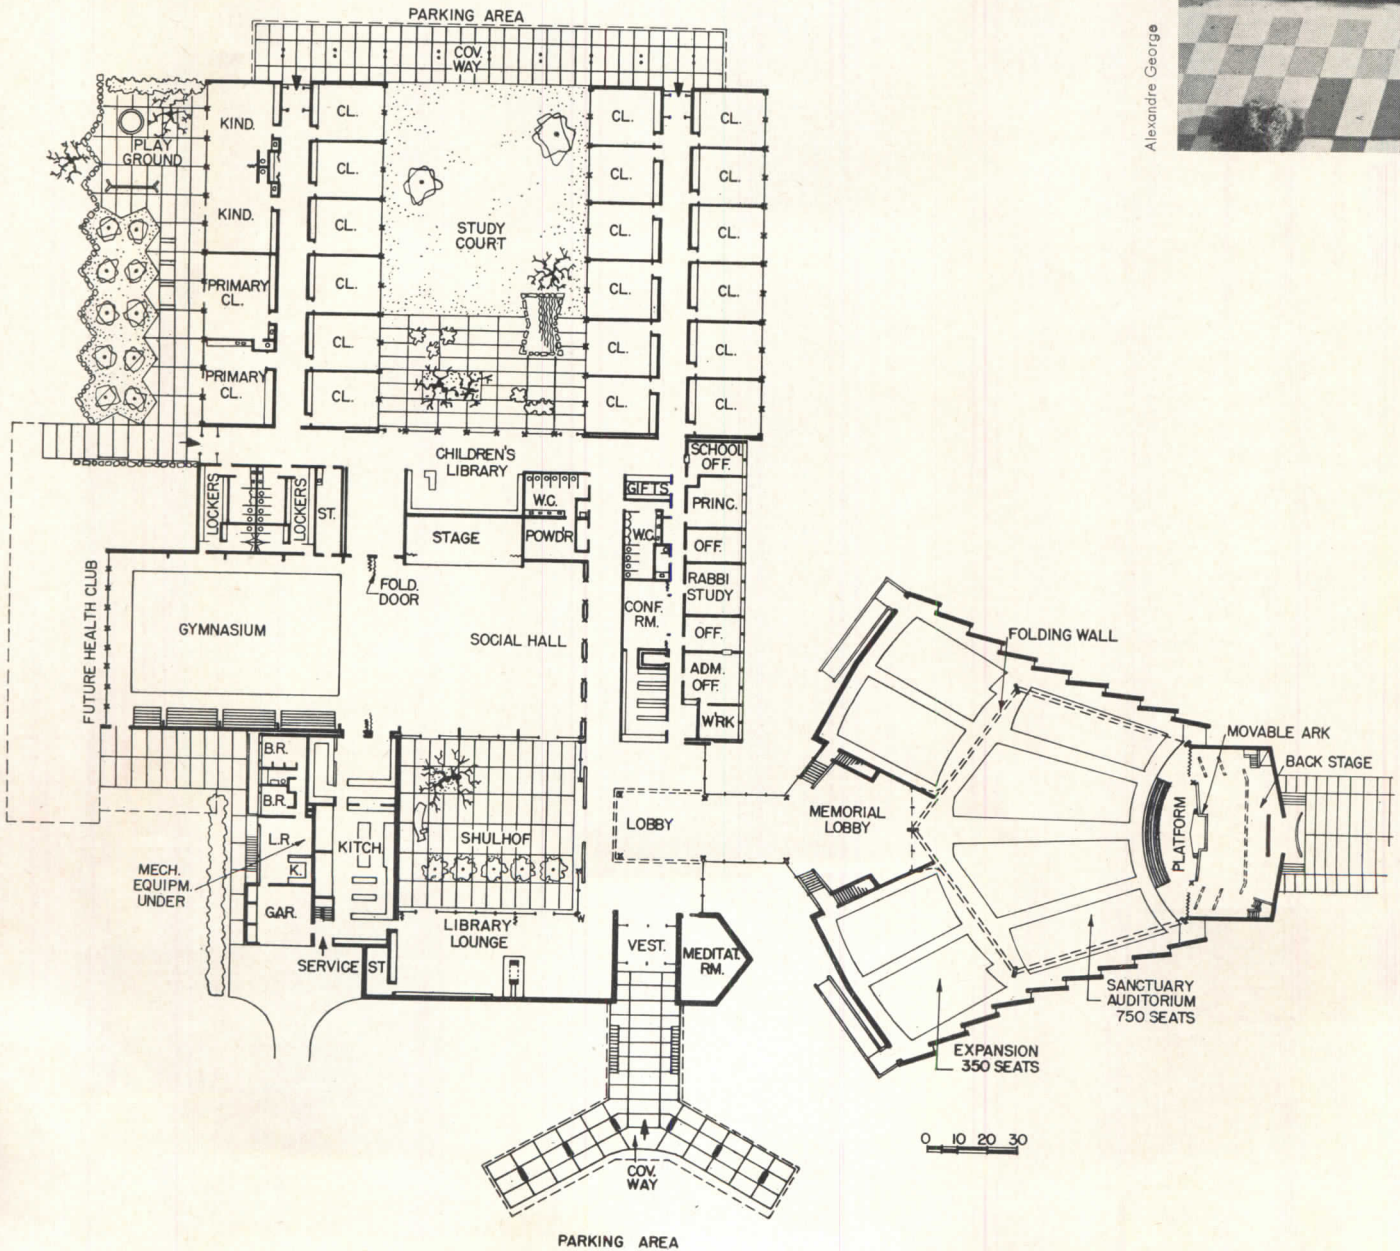 PARKING AREA
COV.
WAY
Alexandre George
KIND.
PLAY
GROUND
KIND.
PRIMARY
CL.
PRIMARY
CL.
CL.
CL.
CL.
CL.
CL.
CL.
STUDY
COURT
CL.
CL.
CL.
CL.
CL.
CL.
CL.
CL.
CL.
CL.
CL.
CL.
CHILDREN'S
LIBRARY
SCHOOL
OFF.
LOCKERS
LOCKERS
ST.
W.C.
GIFTS
PRINC.
STAGE
POWD'R
W.C.
OFF.
FOLD.
DOOR
RABBI
STUDY
FUTURE HEALTH CLUB
GYMNASIUM
SOCIAL HALL
CONF.
RM.
OFF.
ADM.
OFF.
W'RK
FOLDING WALL
MOVABLE ARK
BACK STAGE
B.R.
B.R.
L.R.
K.
KITCH.
SHULHOF
LOBBY
MEMORIAL
LOBBY
PLATFORM
MECH.
EQUIPM.
UNDER
GAR.
SERVICE
ST
LIBRARY
LOUNGE
VEST.
MEDITAT.
RM.
SANCTUARY
AUDITORIUM
750 SEATS
EXPANSION
350 SEATS
0 10 20 30
COV.
WAY
PARKING AREA